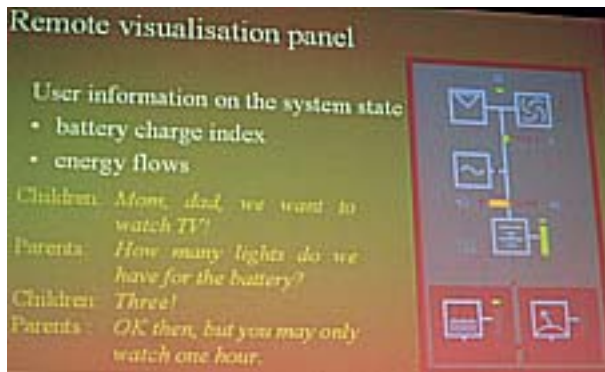 Remote visualisation panel
User information on the system state
• battery charge index
• energy flows
Children: Mom, dad, we want to
watch TV!
Parents: How many lights do we
have for the battery?
Children: Three!
Parents: OK then, but you may only
watch one hour.